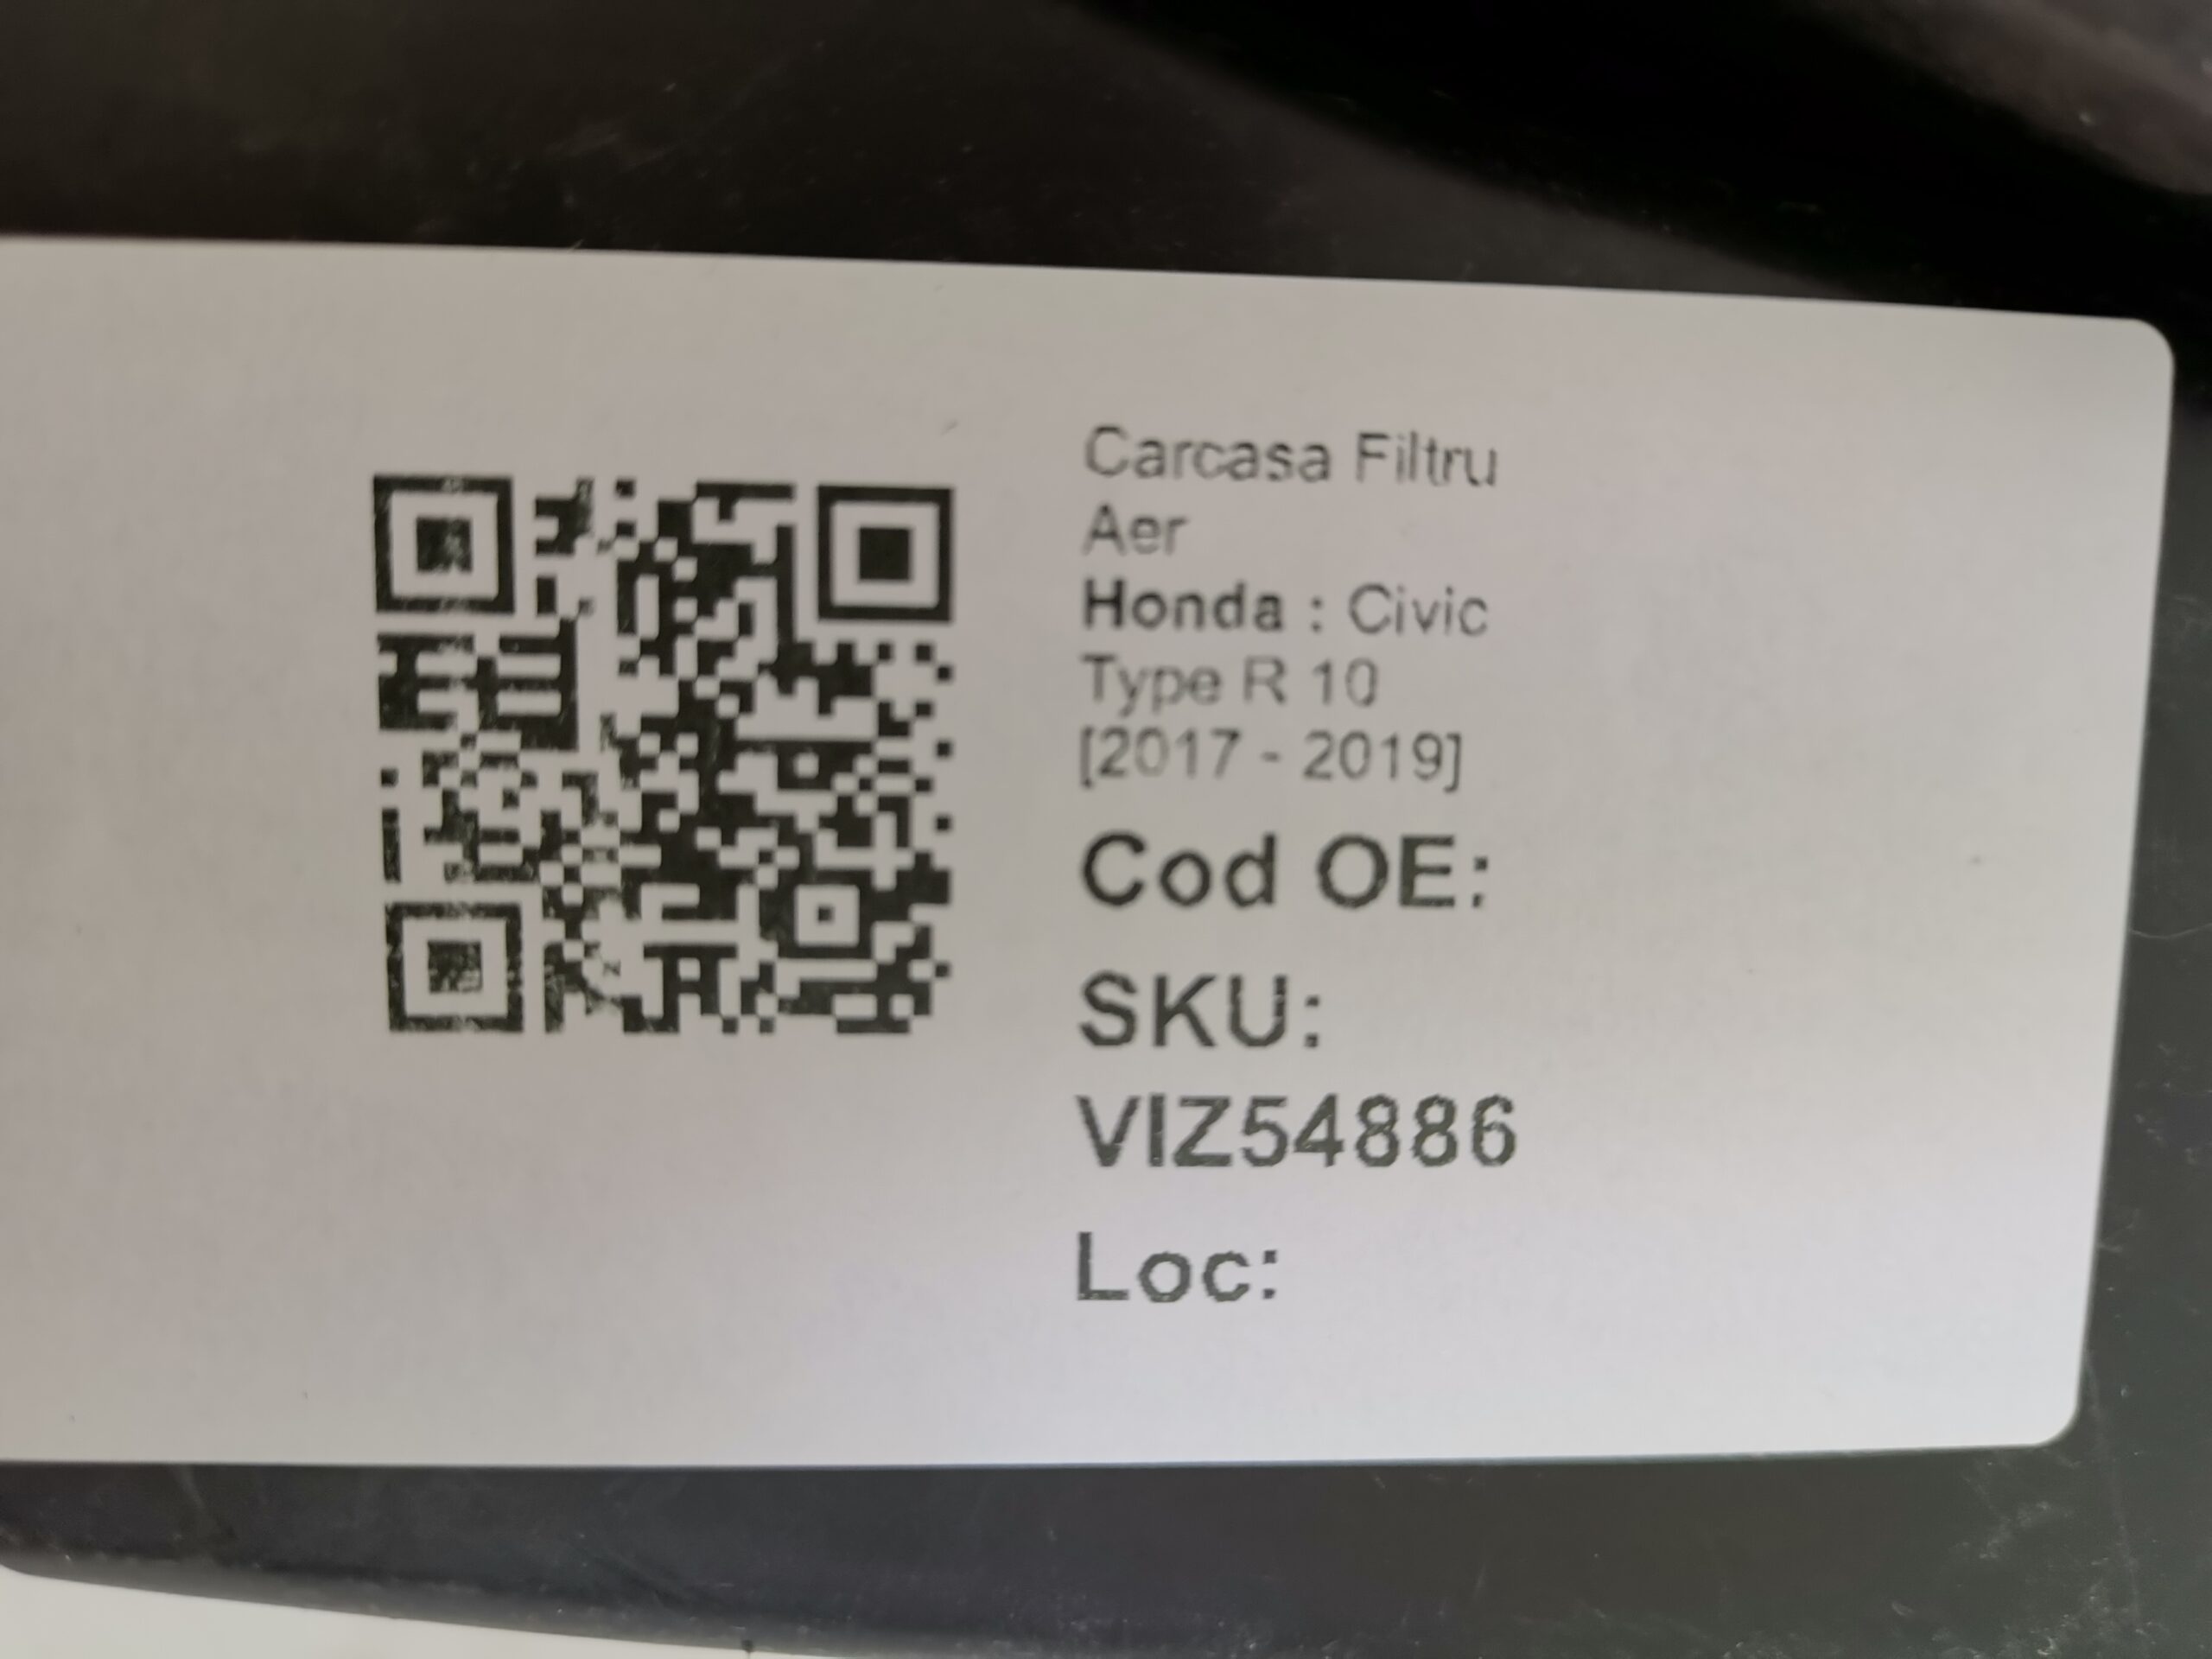 Carcasa Filtru
Aer
Honda : Civic
Type R 10
[2017 - 2019]
Cod OE:
SKU:
VIZ54886
Loc: